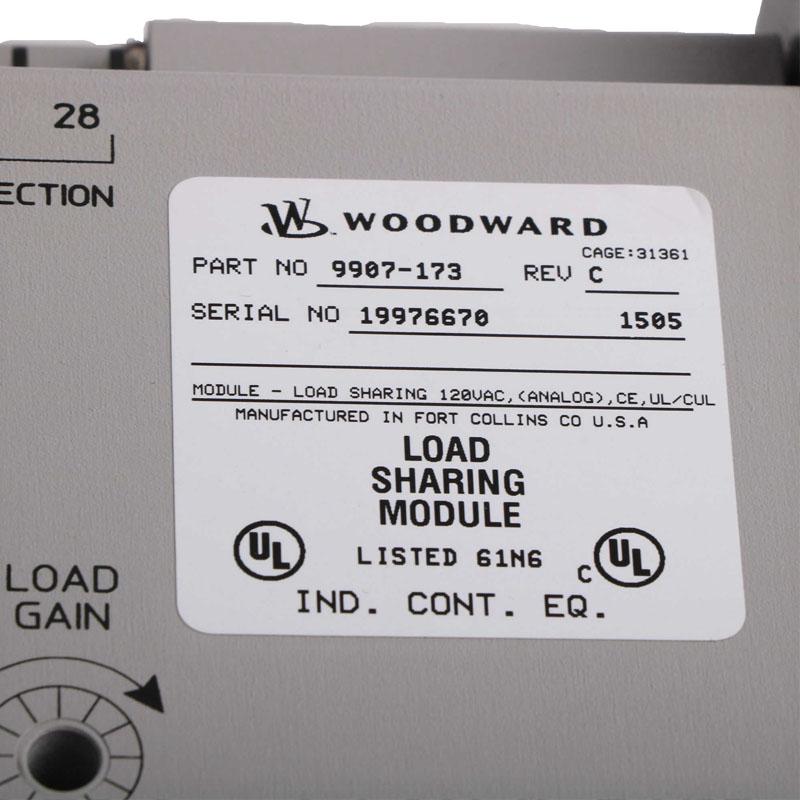 28
ECTION
WOODWARD
CAGE:31361
PART NO 9907-173 REV C
SERIAL NO 19976670 1505
MODULE - LOAD SHARING 120VAC,(ANALOG),CE,UL/CUL
MANUFACTURED IN FORT COLLINS CO U.S.A
LOAD
SHARING
MODULE
UL LISTED 61N6 C UL
IND. CONT. EQ.
LOAD
GAIN